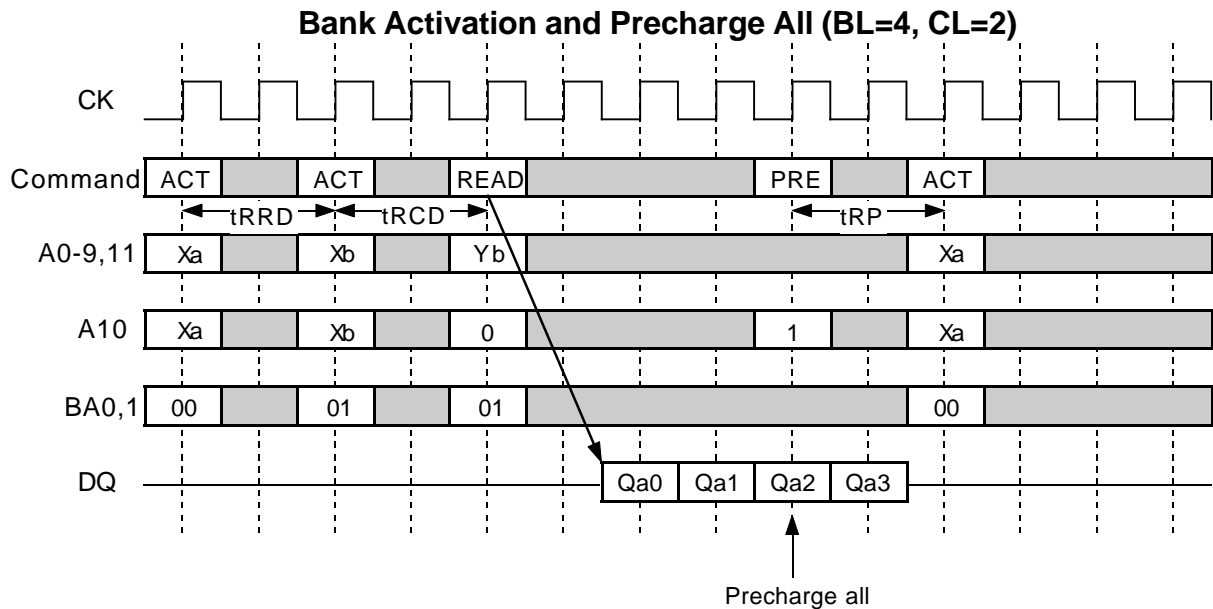 Bank Activation and Precharge All (BL=4, CL=2)
CK
Command ACT ACT READ PRE ACT
tRRD tRCD tRP
A0-9,11 Xa Xb Yb Xa
A10 Xa Xb 0 1 Xa
BA0,1 00 01 01 00
DQ Qa0 Qa1 Qa2 Qa3
Precharge all